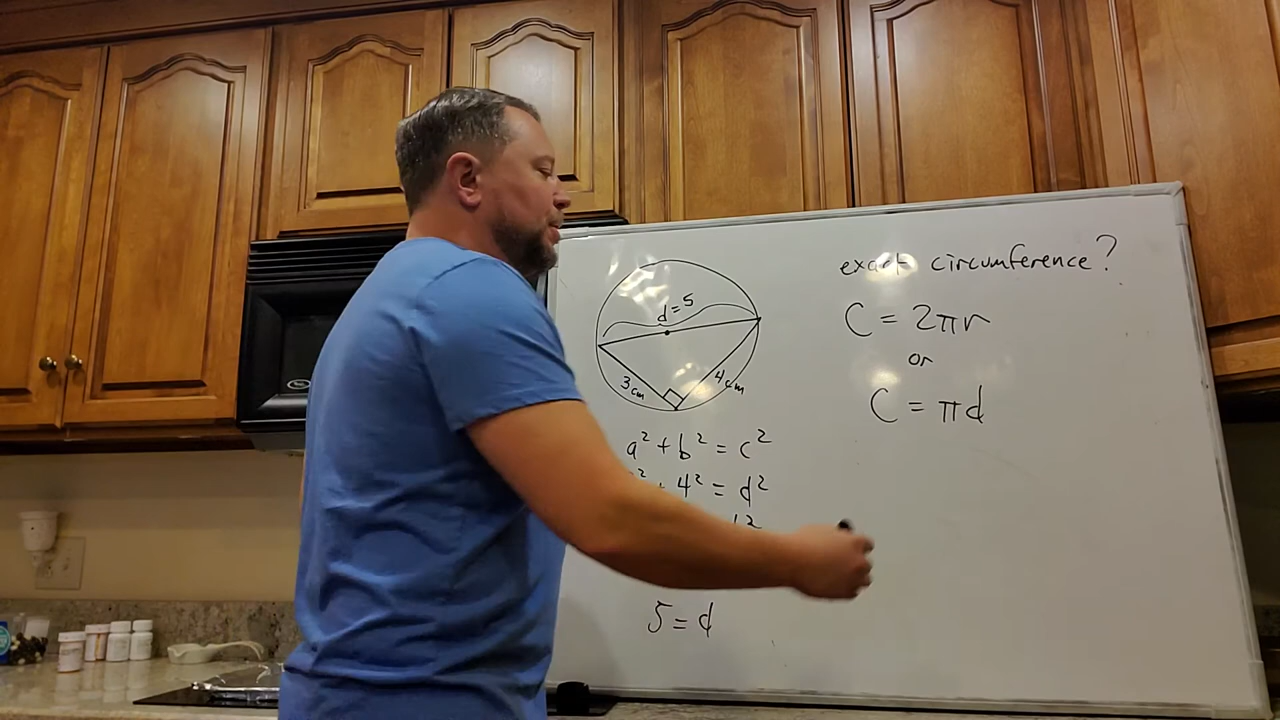 exact circumference?
d=5
3cm
4cm
C = 2πr
or
C = πd
a² + b² = c²
4² = d²
5 = d